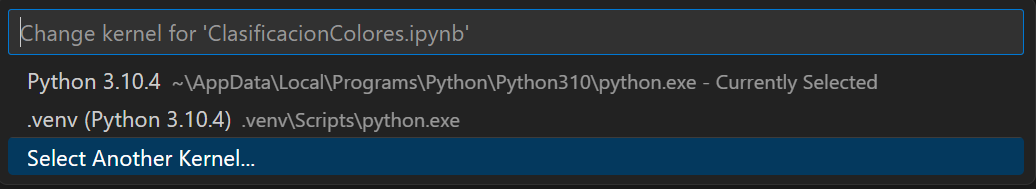 Change kernel for 'ClasificacionColores.ipynb'
Python 3.10.4 ~\AppData\Local\Programs\Python\Python310\python.exe - Currently Selected
.venv (Python 3.10.4) .venv\Scripts\python.exe
Select Another Kernel...